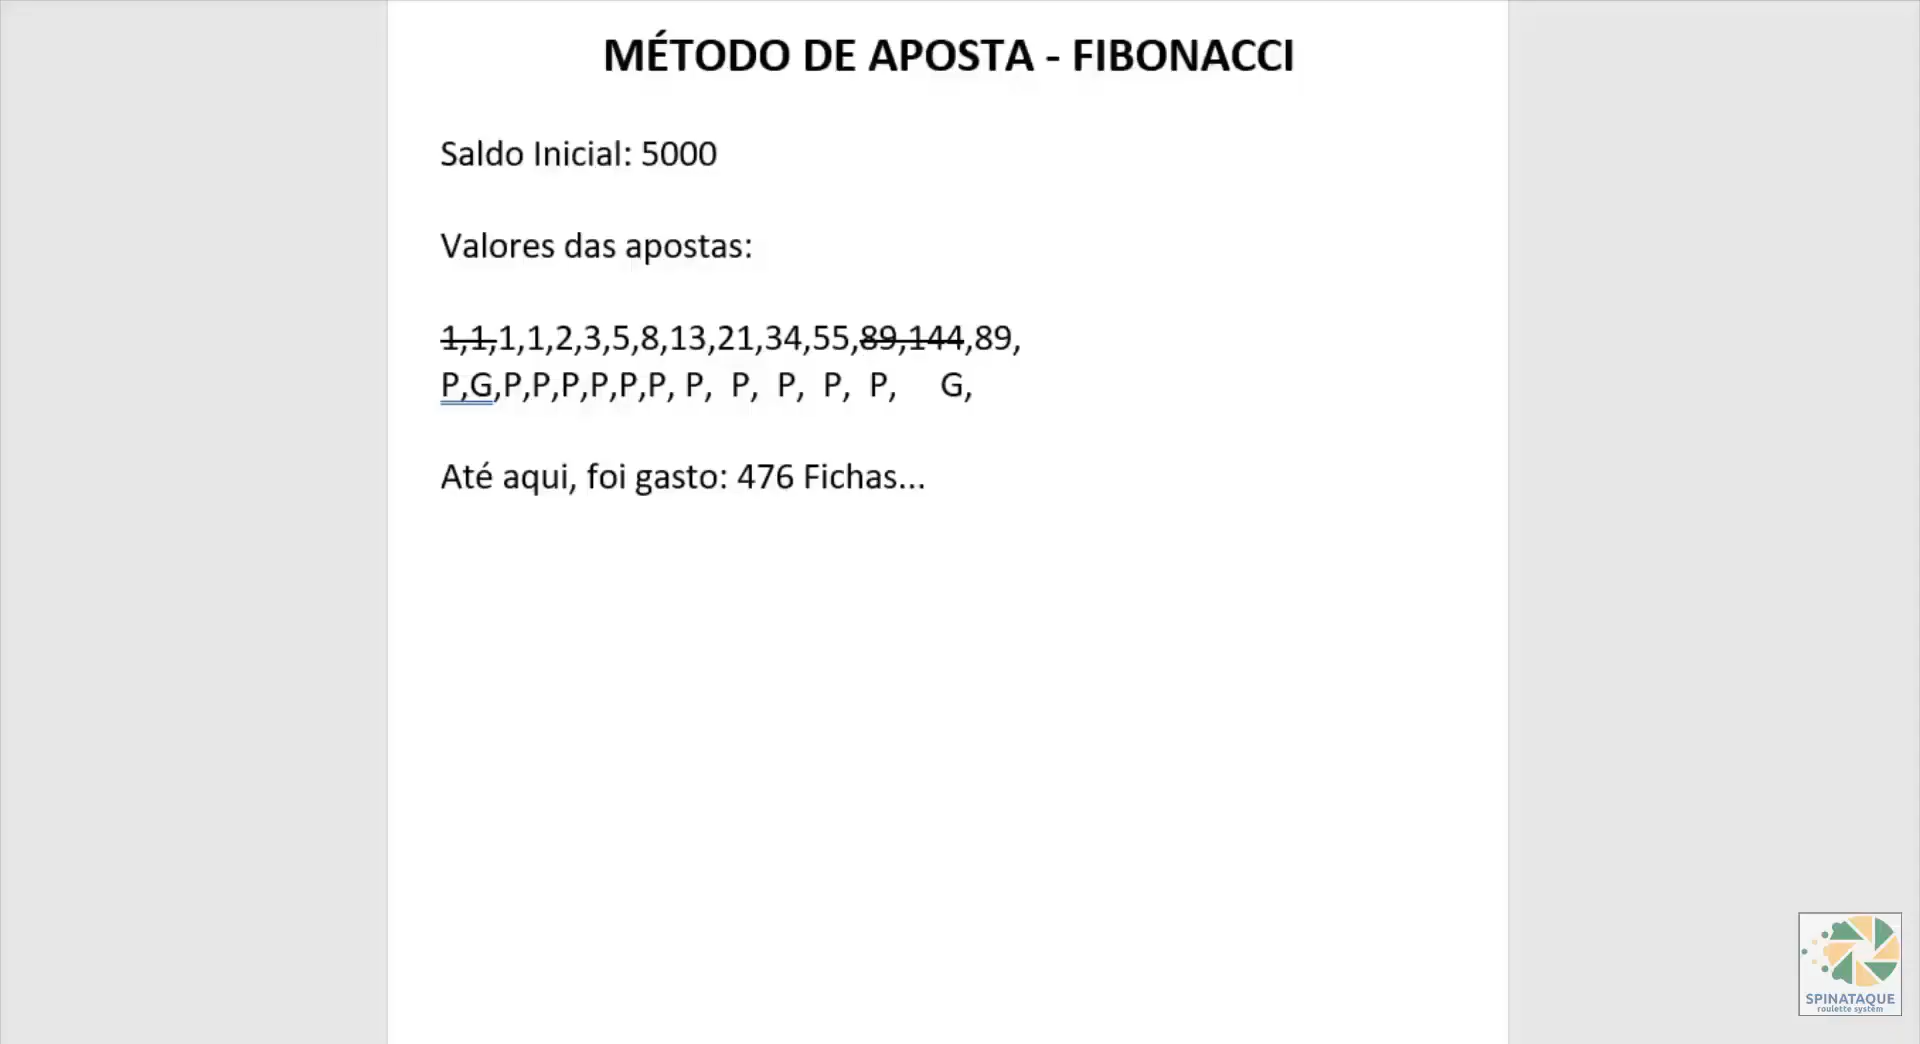 MÉTODO DE APOSTA - FIBONACCI
Saldo Inicial: 5000
Valores das apostas:
1,1,1,1,2,3,5,8,13,21,34,55,89,144,89,
P,G,P,P,P,P,P,P, P, P, P, P, P, G,
Até aqui, foi gasto: 476 Fichas...
SPINATAQUE
roulette system